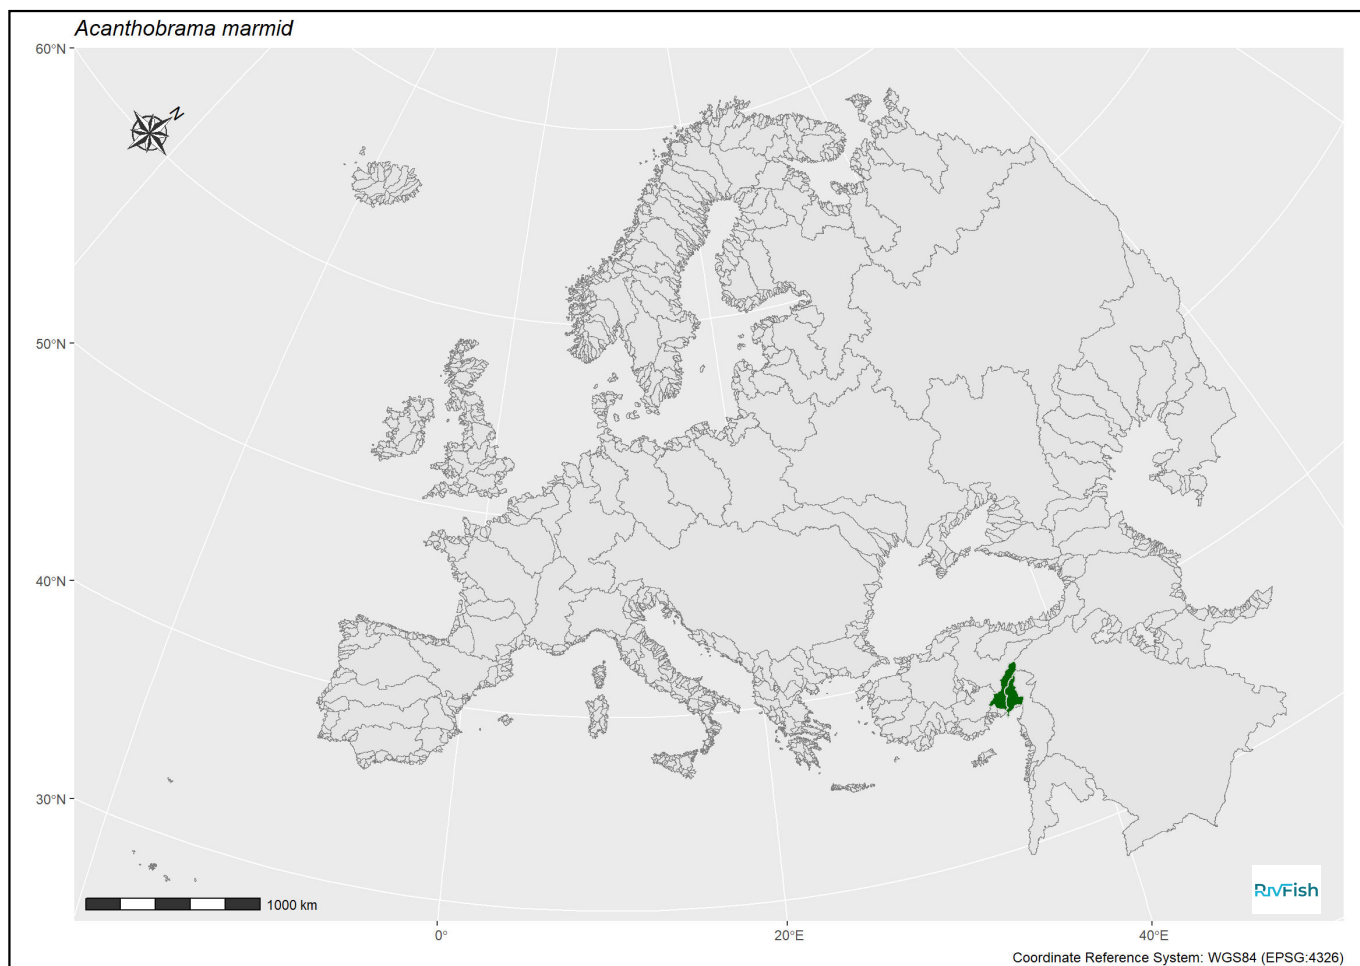 Acanthobrama marmid
60°N
N
50°N
40°N
30°N
1000 km
RIVFiSH
0°
20°E
40°E
Coordinate Reference System: WGS84 (EPSG:4326)